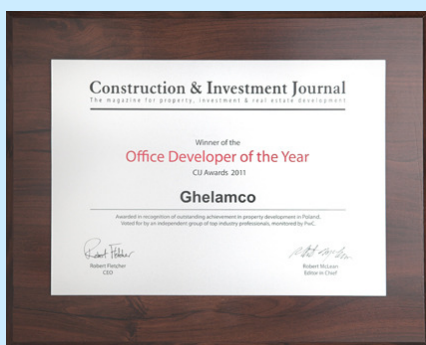 Construction & Investment Journal
The magazine for property, investment & real estate development
Winner of the
Office Developer of the Year
CIJ Awards 2011
Ghelamco
Awarded in recognition of outstanding achievement in property development in Poland.
Voted for by an independent group of top industry professionals, monitored by PwC.
Robert Fletcher
CEO
Robert McLean
Editor in Chief